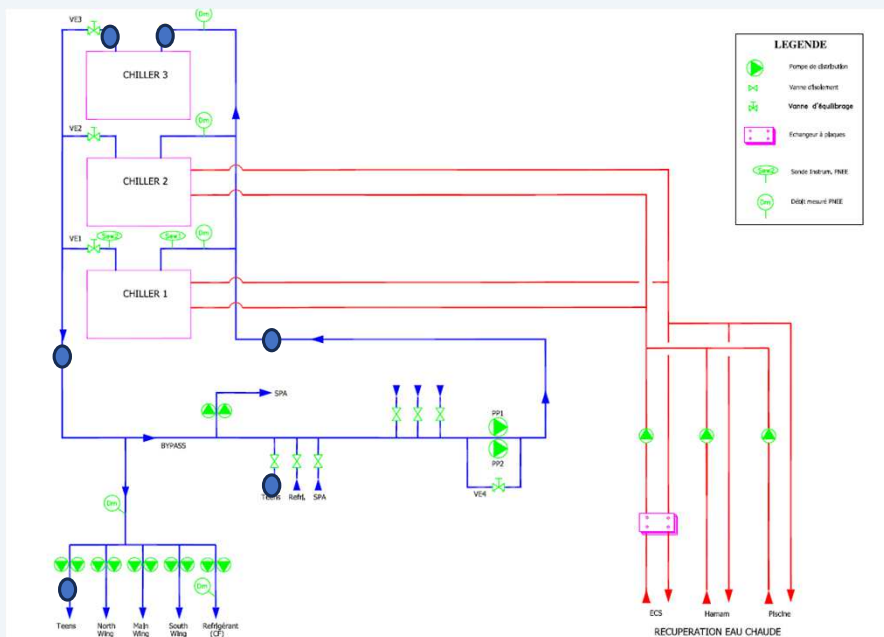 VE3
Dm
CHILLER 3
VE2
Dm
CHILLER 2
VE1
Dm
CHILLER 1
SPA
BYPASS
PP1
PP2
VE4
Teens
Refri.
SPA
Dm
Dm
Teens
North Wing
Main Wing
South Wing
Refrigérant (CF)
LEGENDE
Pompe de distribution
Vanne d'isolement
Vanne d'équilibrage
Echangeur à plaques
Sonde Instrum. PNEE
Dm
Débit mesuré PNEE
ECS
Hamam
Piscine
RECUPERATION EAU CHAUDE